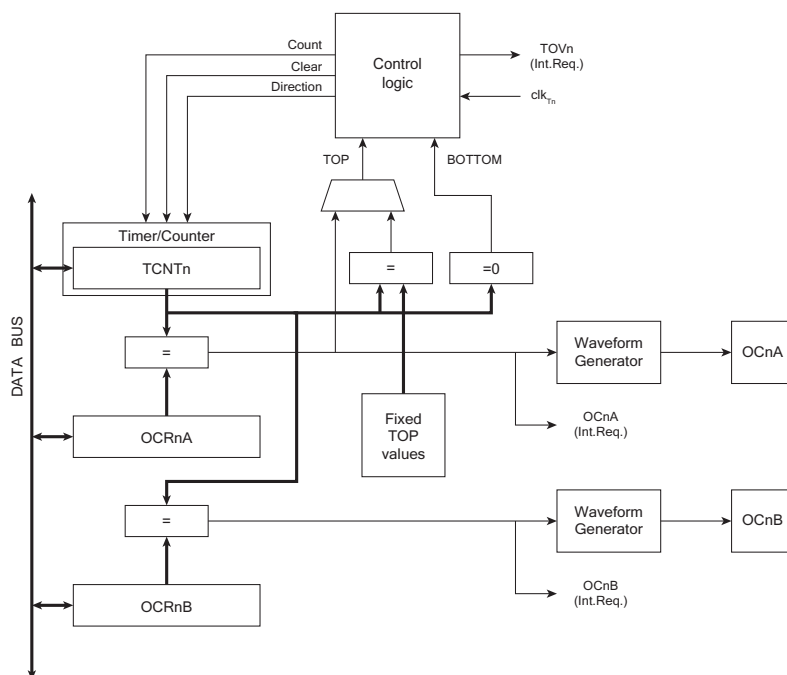 Count
Clear
Direction
Control
logic
TOVn
(Int.Req.)
clkTn
TOP
BOTTOM
Timer/Counter
TCNTn
=
=0
DATA BUS
=
Waveform
Generator
OCnA
OCRnA
Fixed
TOP
values
OCnA
(Int.Req.)
=
Waveform
Generator
OCnB
OCRnB
OCnB
(Int.Req.)